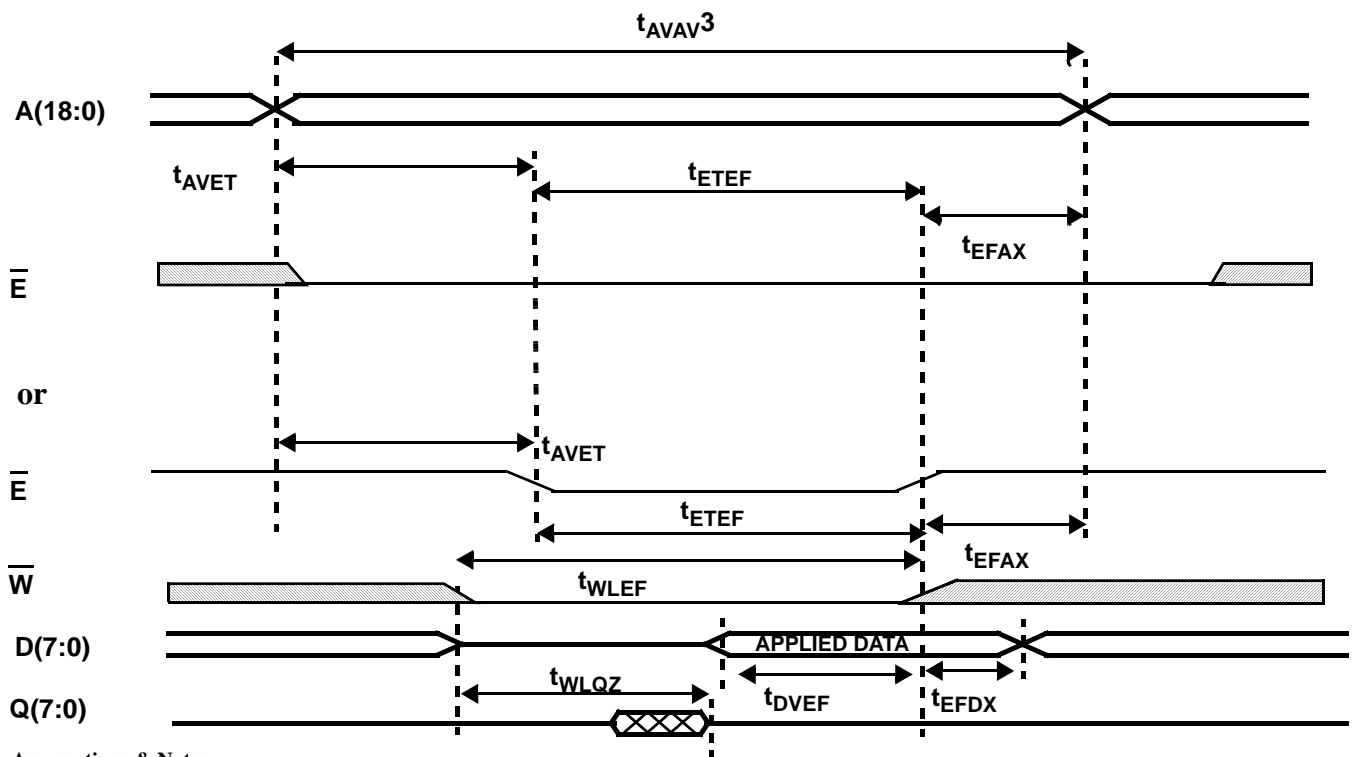 tAVAV3
A(18:0)
tAVET
tETEF
tEFAX
E
or
tAVET
E
tETEF
tEFAX
W
tWLEF
D(7:0)
APPLIED DATA
tWLQZ
tDVEF
tEFDX
Q(7:0)